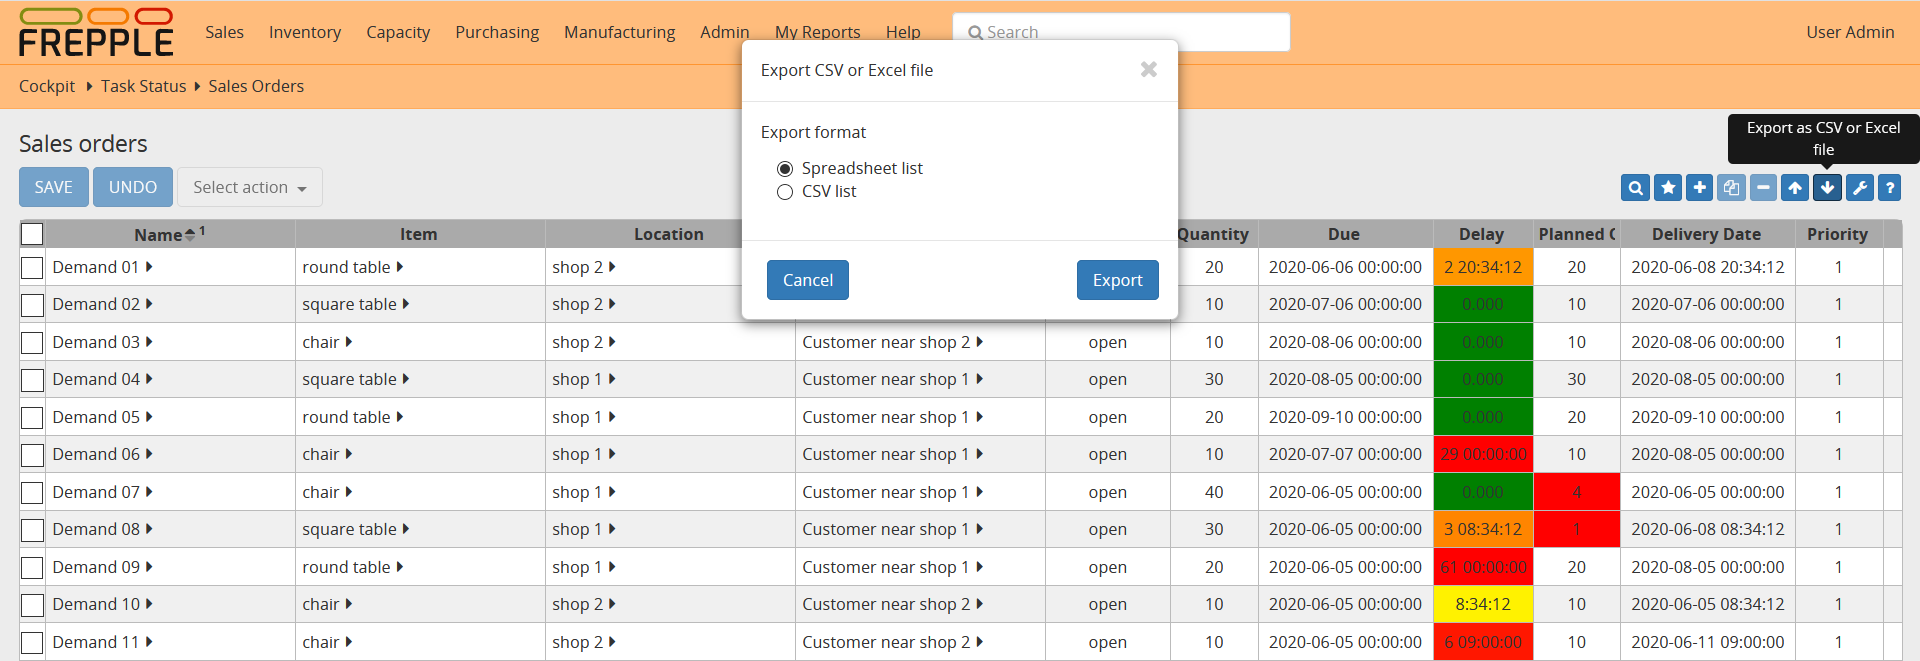 FREPPLE Sales Inventory Capacity Purchasing Manufacturing Admin My Reports Help Search User Admin
Cockpit Task Status Sales Orders
Export CSV or Excel file
Export format
Spreadsheet list
CSV list
Cancel Export
Export as CSV or Excel
file
Sales orders
SAVE UNDO Select action
Name 1 Item Location Quantity Due Delay Planned Delivery Date Priority
Demand 01 round table shop 2 20 2020-06-06 00:00:00 2 20:34:12 20 2020-06-08 20:34:12 1
Demand 02 square table shop 2 10 2020-07-06 00:00:00 0.000 10 2020-07-06 00:00:00 1
Demand 03 chair shop 2 Customer near shop 2 open 10 2020-08-06 00:00:00 0.000 10 2020-08-06 00:00:00 1
Demand 04 square table shop 1 Customer near shop 1 open 30 2020-08-05 00:00:00 0.000 30 2020-08-05 00:00:00 1
Demand 05 round table shop 1 Customer near shop 1 open 20 2020-09-10 00:00:00 0.000 20 2020-09-10 00:00:00 1
Demand 06 chair shop 1 Customer near shop 1 open 10 2020-07-07 00:00:00 29 00:00:00 10 2020-08-05 00:00:00 1
Demand 07 chair shop 1 Customer near shop 1 open 40 2020-06-05 00:00:00 0.000 4 2020-06-05 00:00:00 1
Demand 08 square table shop 1 Customer near shop 1 open 30 2020-06-05 00:00:00 3 08:34:12 1 2020-06-08 08:34:12 1
Demand 09 round table shop 1 Customer near shop 1 open 20 2020-06-05 00:00:00 61 00:00:00 20 2020-08-05 00:00:00 1
Demand 10 chair shop 2 Customer near shop 2 open 10 2020-06-05 00:00:00 8:34:12 10 2020-06-05 08:34:12 1
Demand 11 chair shop 2 Customer near shop 2 open 10 2020-06-05 00:00:00 6 09:00:00 10 2020-06-11 09:00:00 1